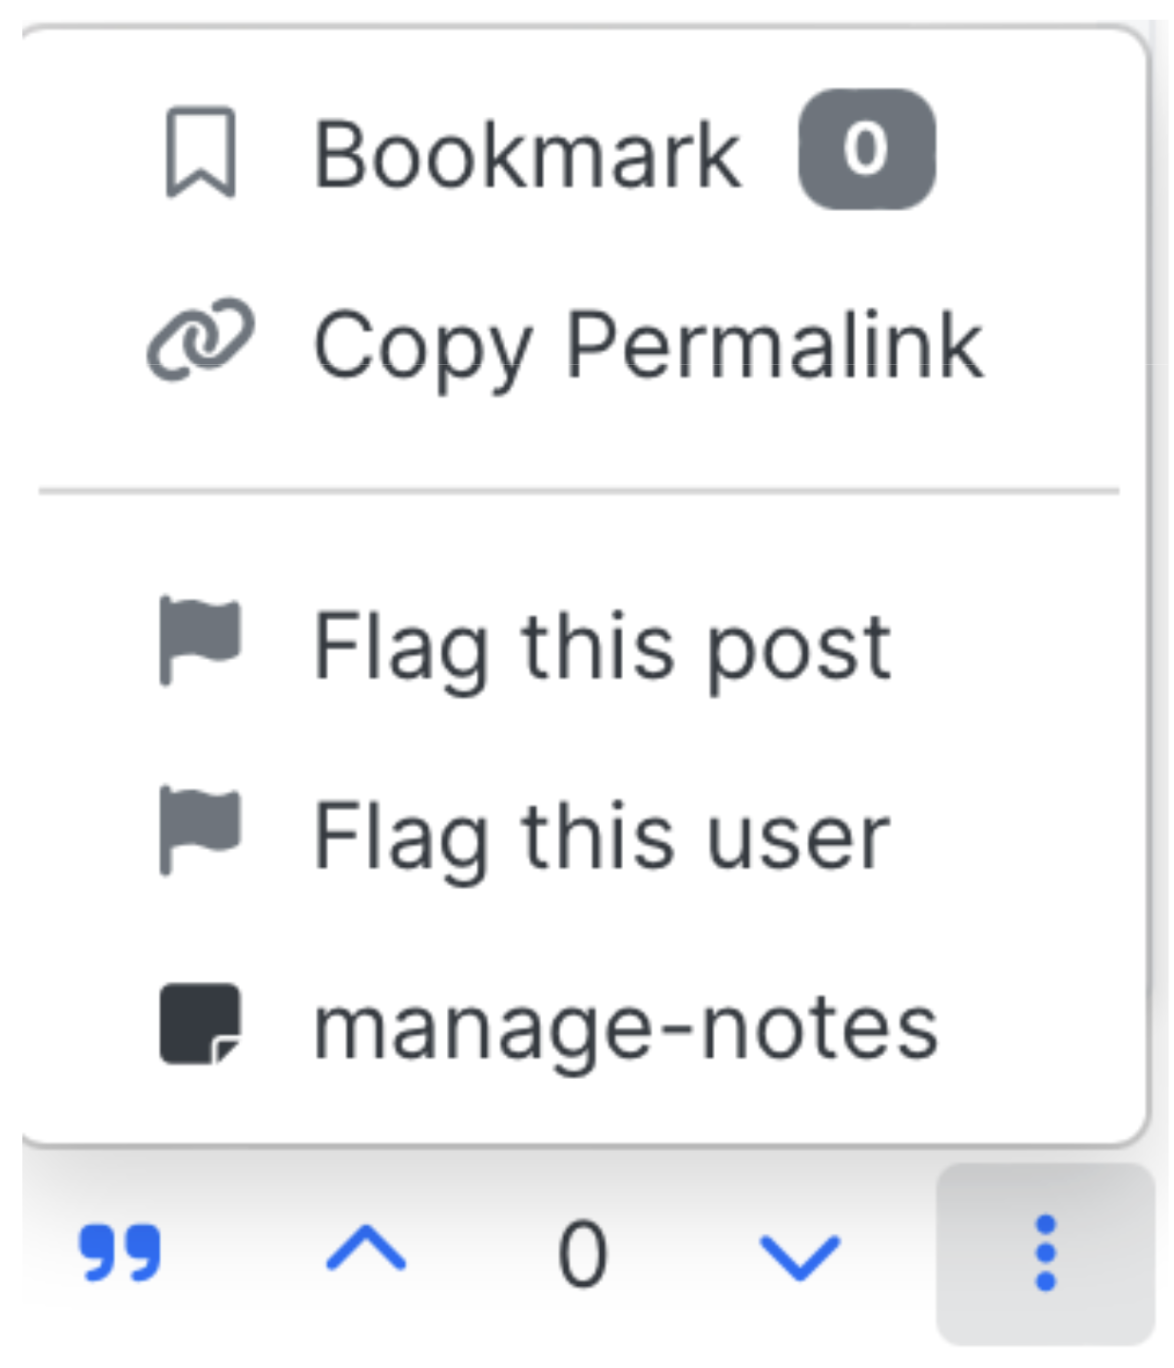 Bookmark 0
Copy Permalink
Flag this post
Flag this user
manage-notes
0